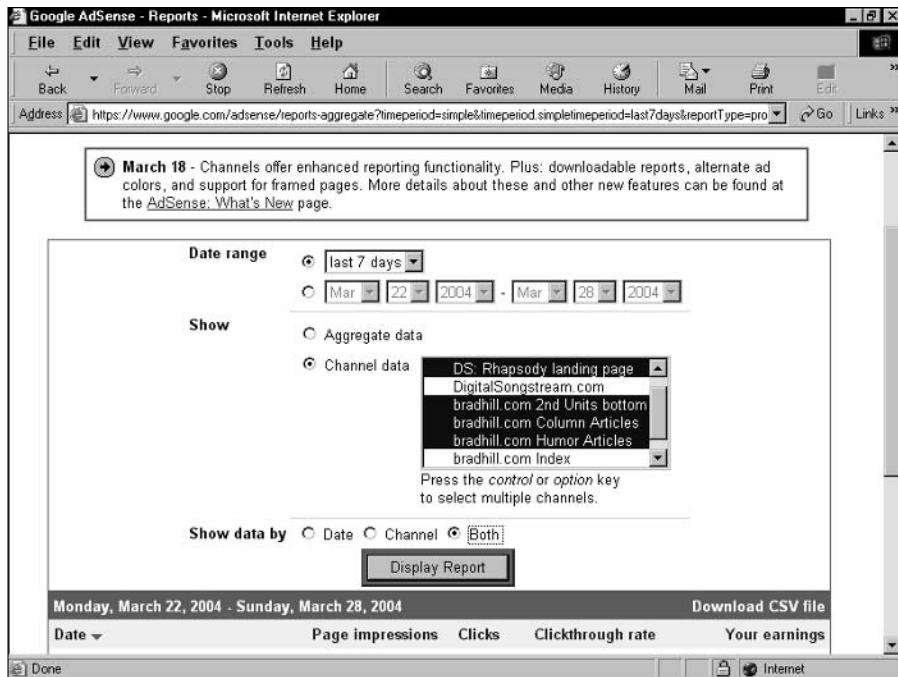 Google AdSense - Reports - Microsoft Internet Explorer
File Edit View Favorites Tools Help
Back Forward Stop Refresh Home Search Favorites Media History Mail Print Edit »
Address https://www.google.com/adsense/reports-aggregate?timeperiod=simple&timeperiod.simpletimeperiod=last7days&reportType=pro Go Links »
March 18 - Channels offer enhanced reporting functionality. Plus: downloadable reports, alternate ad
colors, and support for framed pages. More details about these and other new features can be found at
the AdSense: What's New page.
Date range last 7 days
Mar 22 2004 - Mar 28 2004
Show Aggregate data
Channel data DS: Rhapsody landing page
DigitalSongstream.com
bradhill.com 2nd Units bottom
bradhill.com Column Articles
bradhill.com Humor Articles
bradhill.com Index
Press the control or option key
to select multiple channels.
Show data by Date Channel Both
Display Report
Monday, March 22, 2004 - Sunday, March 28, 2004 Download CSV file
Date Page impressions Clicks Clickthrough rate Your earnings
Done Internet